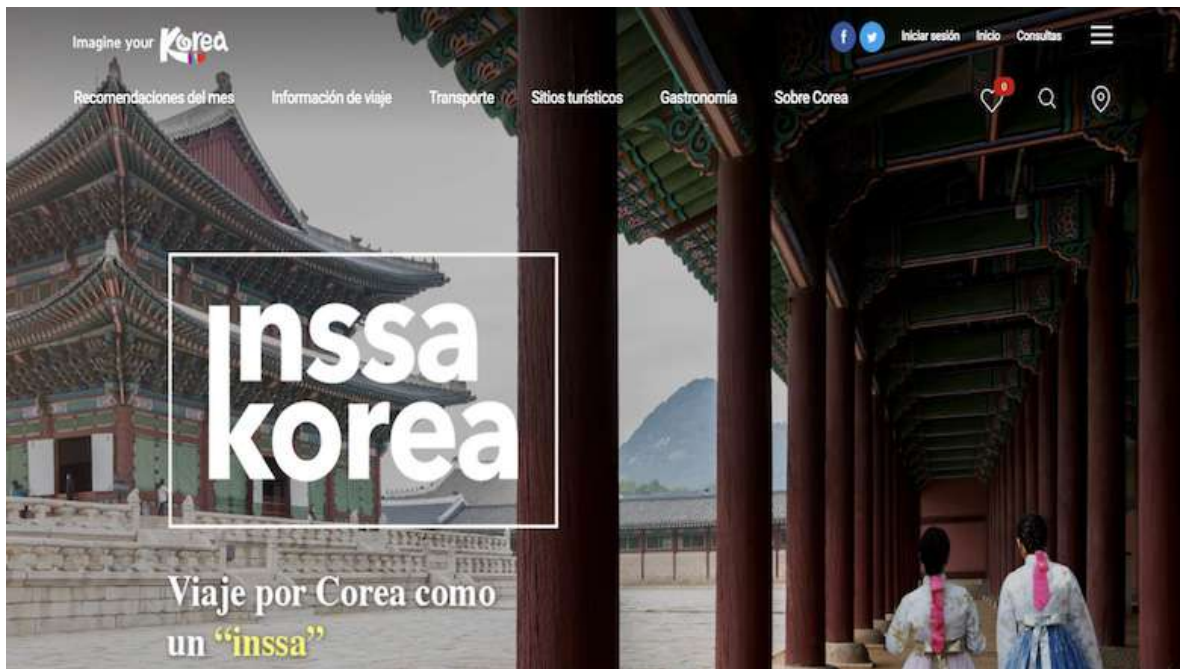 Imagine your Korea
f
Iniciar sesión Inicio Consultas
Recomendaciones del mes Información de viaje Transporte Sitios turísticos Gastronomía Sobre Corea
0
inssa
korea
Viaje por Corea como
un “inssa”